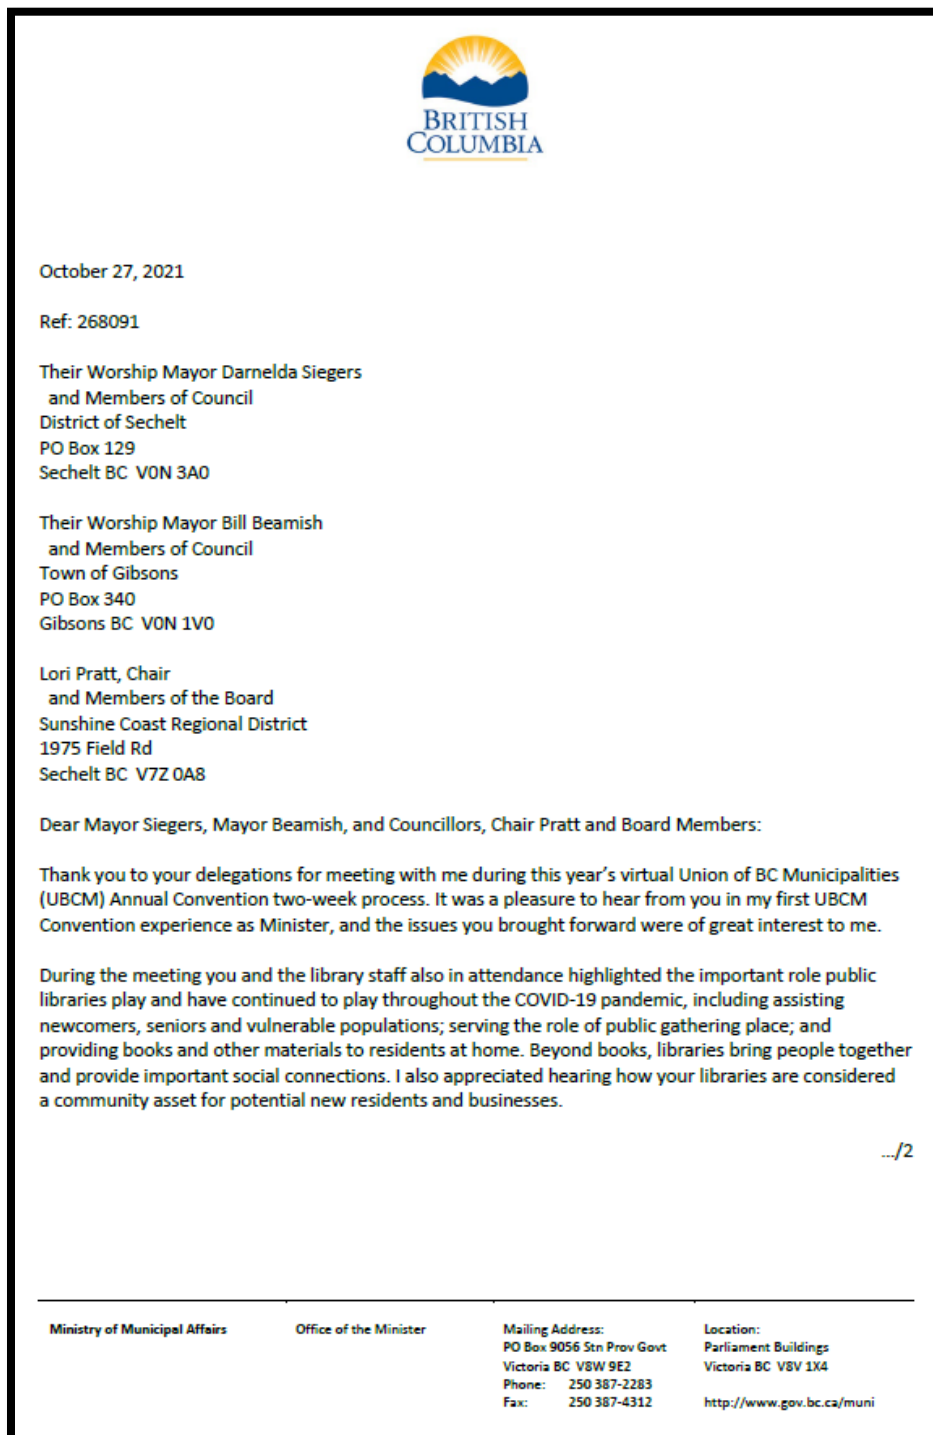 BRITISH
COLUMBIA
October 27, 2021
Ref: 268091
Their Worship Mayor Darnelda Siegers
and Members of Council
District of Sechelt
PO Box 129
Sechelt BC V0N 3A0
Their Worship Mayor Bill Beamish
and Members of Council
Town of Gibsons
PO Box 340
Gibsons BC V0N 1V0
Lori Pratt, Chair
and Members of the Board
Sunshine Coast Regional District
1975 Field Rd
Sechelt BC V7Z 0A8
Dear Mayor Siegers, Mayor Beamish, and Councillors, Chair Pratt and Board Members:
Thank you to your delegations for meeting with me during this year’s virtual Union of BC Municipalities
(UBCM) Annual Convention two-week process. It was a pleasure to hear from you in my first UBCM
Convention experience as Minister, and the issues you brought forward were of great interest to me.
During the meeting you and the library staff also in attendance highlighted the important role public
libraries play and have continued to play throughout the COVID-19 pandemic, including assisting
newcomers, seniors and vulnerable populations; serving the role of public gathering place; and
providing books and other materials to residents at home. Beyond books, libraries bring people together
and provide important social connections. I also appreciated hearing how your libraries are considered
a community asset for potential new residents and businesses.
.../2
Ministry of Municipal Affairs
Office of the Minister
Mailing Address:
PO Box 9056 Stn Prov Govt
Victoria BC V8W 9E2
Phone: 250 387-2283
Fax: 250 387-4312
Location:
Parliament Buildings
Victoria BC V8V 1X4
http://www.gov.bc.ca/muni